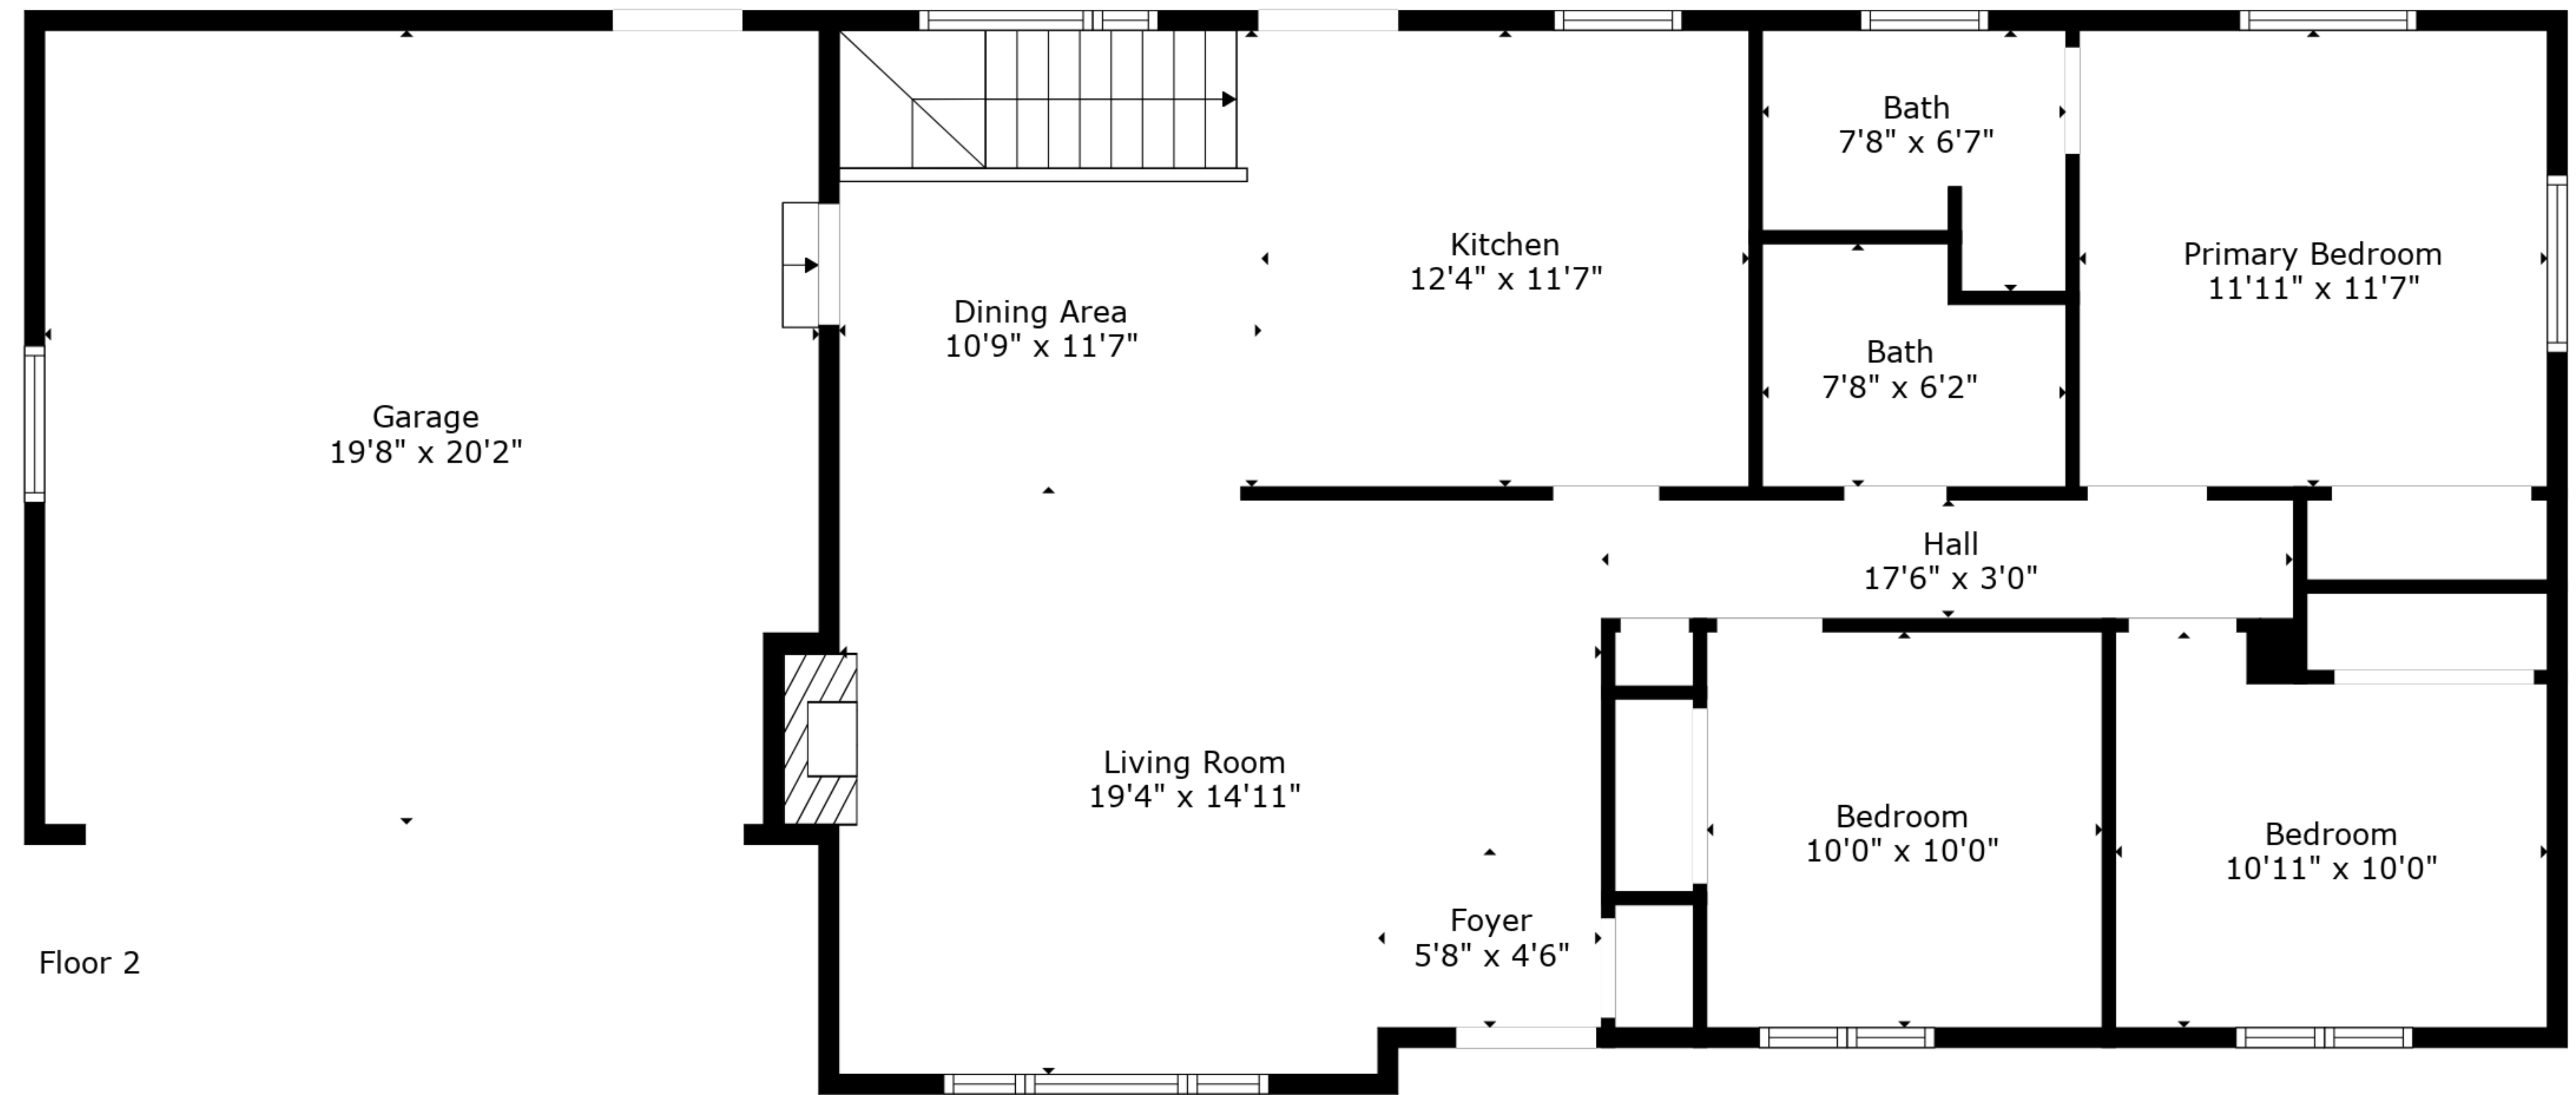 Bath
7'8" x 6'7"
Kitchen
12'4" x 11'7"
Primary Bedroom
11'11" x 11'7"
Dining Area
10'9" x 11'7"
Bath
7'8" x 6'2"
Garage
19'8" x 20'2"
Hall
17'6" x 3'0"
Living Room
19'4" x 14'11"
Bedroom
10'0" x 10'0"
Bedroom
10'11" x 10'0"
Foyer
5'8" x 4'6"
Floor 2